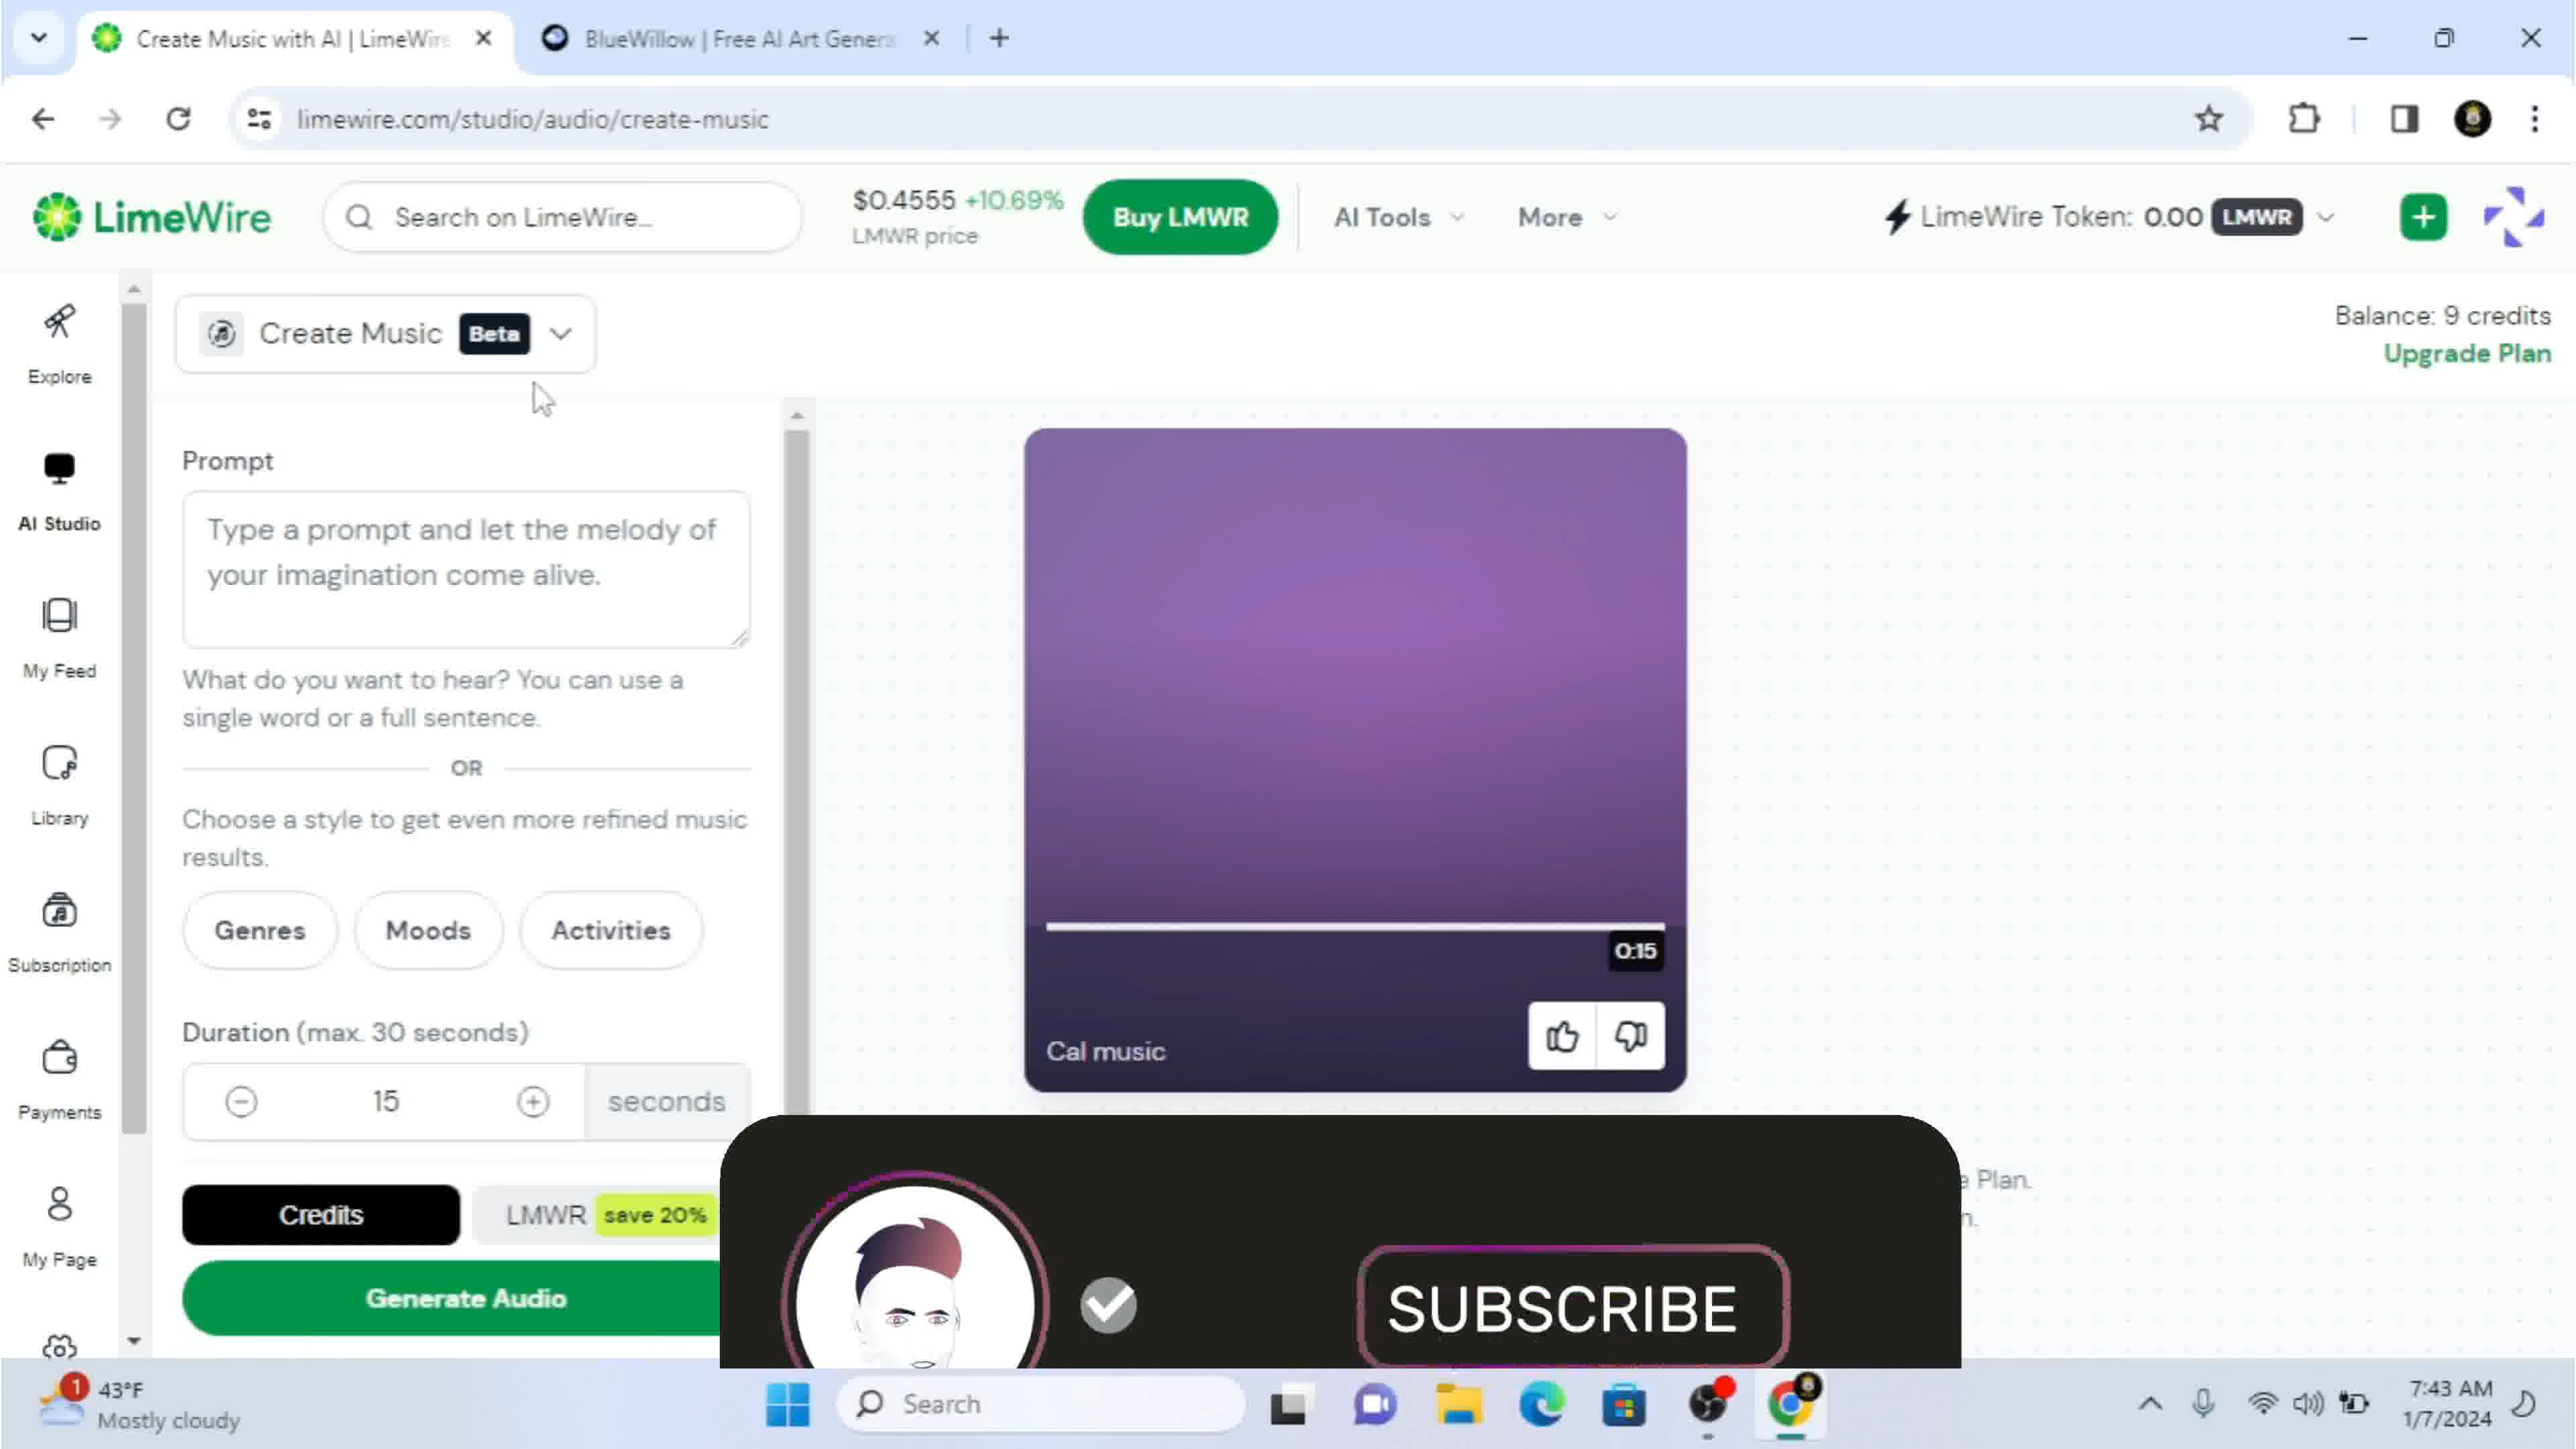 Create Music with AI | LimeWire
BlueWillow | Free AI Art Genera
limewire.com/studio/audio/create-music
LimeWire
Search on LimeWire...
$0.4555 +10.69%
LMWR price
Buy LMWR
AI Tools
More
LimeWire Token: 0.00 LMWR
Create Music Beta
Balance: 9 credits
Upgrade Plan
Explore
AI Studio
My Feed
Library
Subscription
Payments
My Page
Prompt
Type a prompt and let the melody of
your imagination come alive.
What do you want to hear? You can use a
single word or a full sentence.
OR
Choose a style to get even more refined music
results.
Genres
Moods
Activities
Duration (max. 30 seconds)
15
seconds
Credits
LMWR save 20%
Generate Audio
0:15
Cal music
Plan.
SUBSCRIBE
1
43°F
Mostly cloudy
Search
7:43 AM
1/7/2024